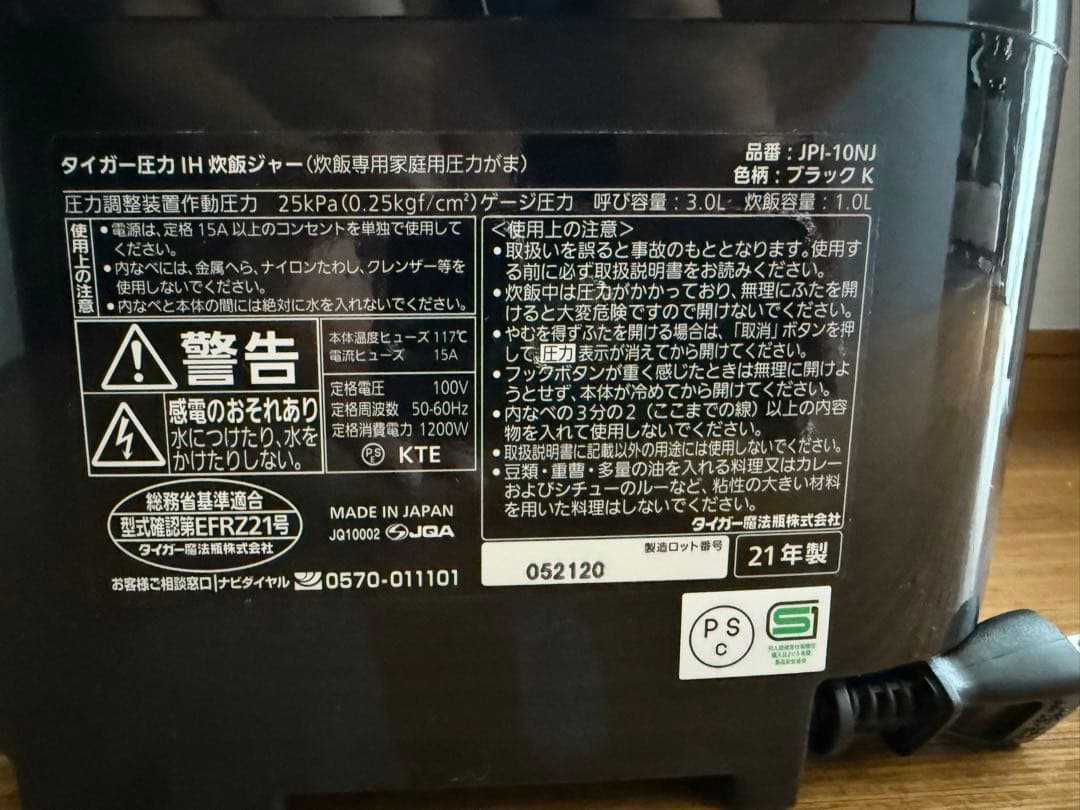 タイガー圧力IH炊飯ジャー(炊飯専用家庭用圧力がま)
品番:JPI-10NJ
色柄:ブラックK
圧力調整装置作動圧力 25kPa(0.25kgf/cm²)ゲージ圧力 呼び容量:3.0L 炊飯容量:1.0L
使用上の注意
•電源は、定格15A以上のコンセントを単独で使用して
ください。
•内なべには、金属へら、ナイロンたわし、クレンザー等を
使用しないでください。
•内なべと本体の間には絶対に水を入れないでください。
警告
感電のおそれあり
水につけたり、水を
かけたりしない。
本体温度ヒューズ 117℃
電流ヒューズ 15A
定格電圧 100V
定格周波数 50-60Hz
定格消費電力 1200W
PSE KTE
<使用上の注意>
•取扱いを誤ると事故のもととなります。使用す
る前に必ず取扱説明書をお読みください。
•炊飯中は圧力がかかっており、無理にふたを開
けると大変危険ですので開けないでください。
•やむを得ずふたを開ける場合は、「取消」ボタンを押
して、圧力表示が消えてから開けてください。
•フックボタンが重く感じたときは無理に開けよ
うとせず、本体が冷めてから開けてください。
•内なべの3分の2(ここまでの線)以上の内容
物を入れて使用しないでください。
•取扱説明書に記載以外の用途には使用しないでください。
•豆類・重曹・多量の油を入れる料理又はカレー
およびシチューのルーなど、粘性の大きい材料
を用いた料理はしないでください。
タイガー魔法瓶株式会社
総務省基準適合
型式確認第EFRZ21号
タイガー魔法瓶株式会社
MADE IN JAPAN
JQ10002 JQA
お客様ご相談窓口|ナビダイヤル 0570-011101
製造ロット番号
052120
21年製
PS
C